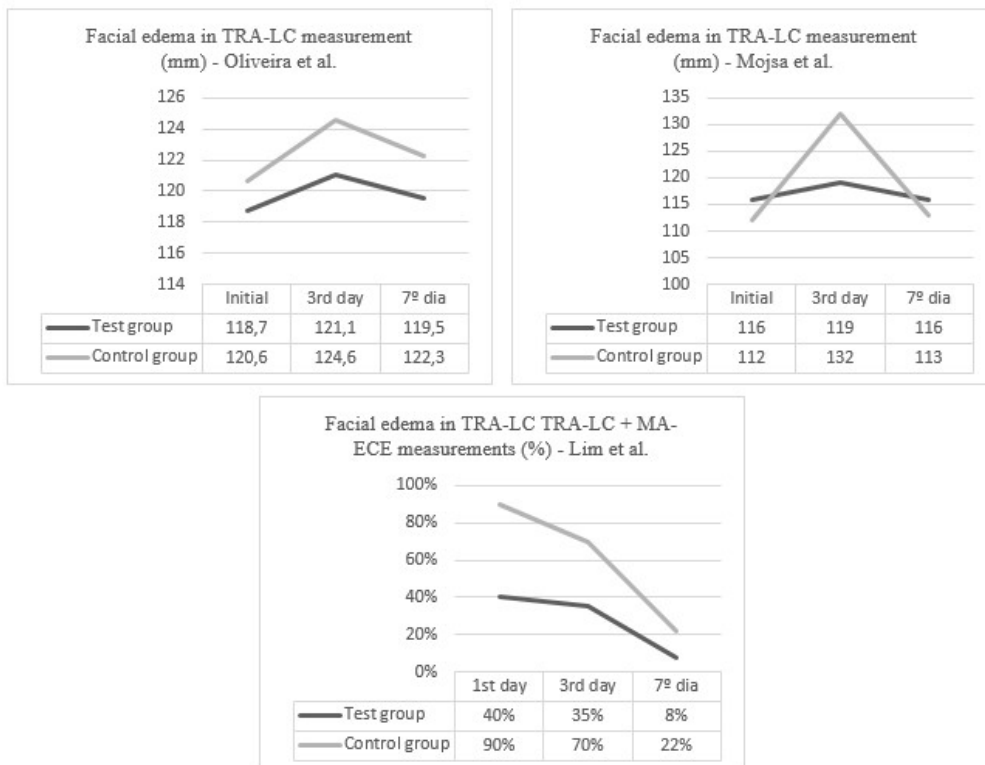 Facial edema in TRA-LC measurement
(mm) - Oliveira et al.
126
124
122
120
118
116
114
Initial 3rd day 7º dia
Test group 118,7 121,1 119,5
Control group 120,6 124,6 122,3
Facial edema in TRA-LC measurement
(mm) - Mojsa et al.
135
130
125
120
115
110
105
100
Initial 3rd day 7º dia
Test group 116 119 116
Control group 112 132 113
Facial edema in TRA-LC TRA-LC + MA-
ECE measurements (%) - Lim et al.
100%
80%
60%
40%
20%
0%
1st day 3rd day 7º dia
Test group 40% 35% 8%
Control group 90% 70% 22%